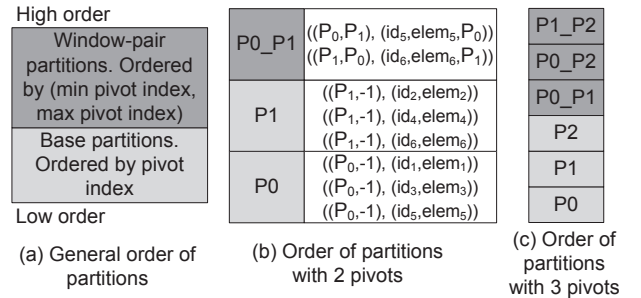 High order
Window-pair
partitions. Ordered
by (min pivot index,
max pivot index)
Base partitions.
Ordered by pivot
index
Low order
(a) General order of
partitions
P0_P1
((P₀,P₁), (id₅,elem₅,P₀))
((P₁,P₀), (id₆,elem₆,P₁))
P1
((P₁,-1), (id₂,elem₂))
((P₁,-1), (id₄,elem₄))
((P₁,-1), (id₆,elem₆))
P0
((P₀,-1), (id₁,elem₁))
((P₀,-1), (id₃,elem₃))
((P₀,-1), (id₅,elem₅))
(b) Order of partitions
with 2 pivots
P1_P2
P0_P2
P0_P1
P2
P1
P0
(c) Order of
partitions
with 3 pivots